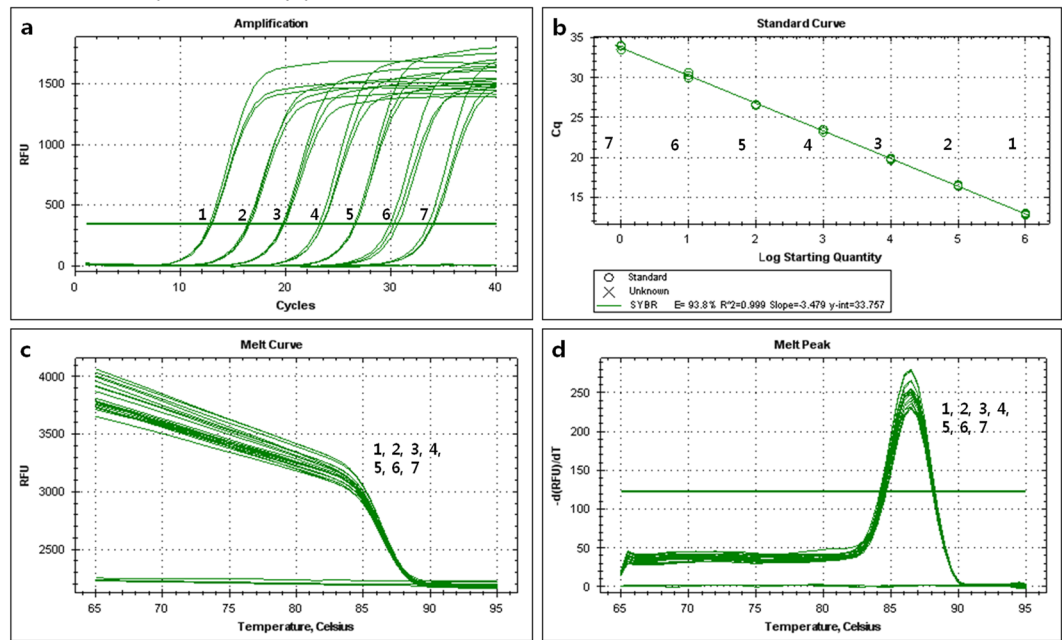 a
Amplification
RFU
1500
1000
500
0
1 2 3 4 5 6 7
0 10 20 30 40
Cycles
b
Standard Curve
Cq
35
30
25
20
15
7 6 5 4 3 2 1
0 1 2 3 4 5 6
Log Starting Quantity
Standard
Unknown
SYBR E= 93.8% R^2=0.999 Slope=-3.479 y-int=33.757
c
Melt Curve
RFU
4000
3500
3000
2500
1, 2, 3, 4,
5, 6, 7
65 70 75 80 85 90 95
Temperature, Celsius
d
Melt Peak
-d(RFU)/dT
250
200
150
100
50
0
1, 2, 3, 4,
5, 6, 7
65 70 75 80 85 90 95
Temperature, Celsius